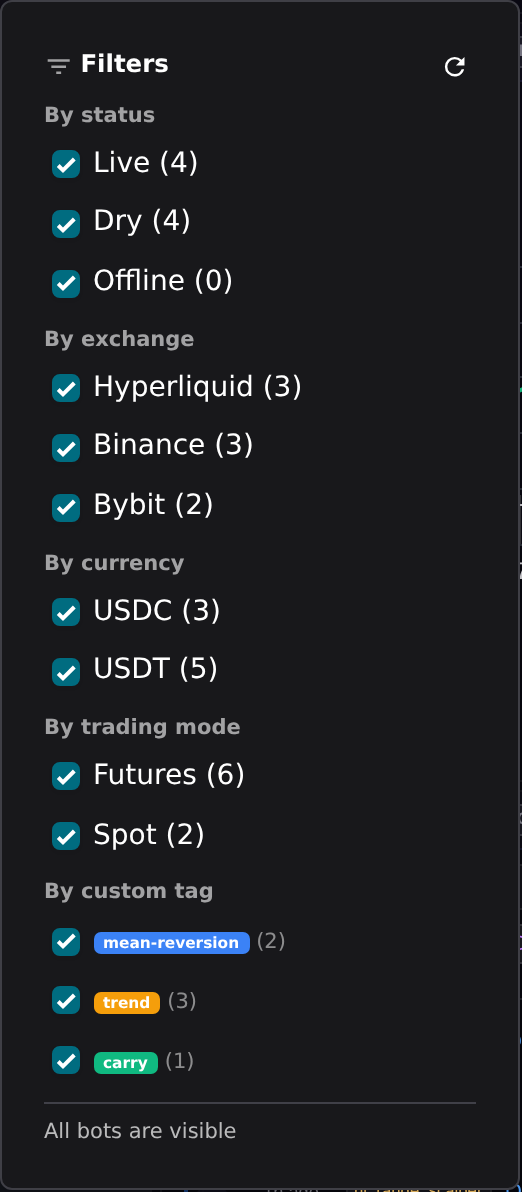 Filters
By status
Live (4)
Dry (4)
Offline (0)
By exchange
Hyperliquid (3)
Binance (3)
Bybit (2)
By currency
USDC (3)
USDT (5)
By trading mode
Futures (6)
Spot (2)
By custom tag
mean-reversion (2)
trend (3)
carry (1)
All bots are visible